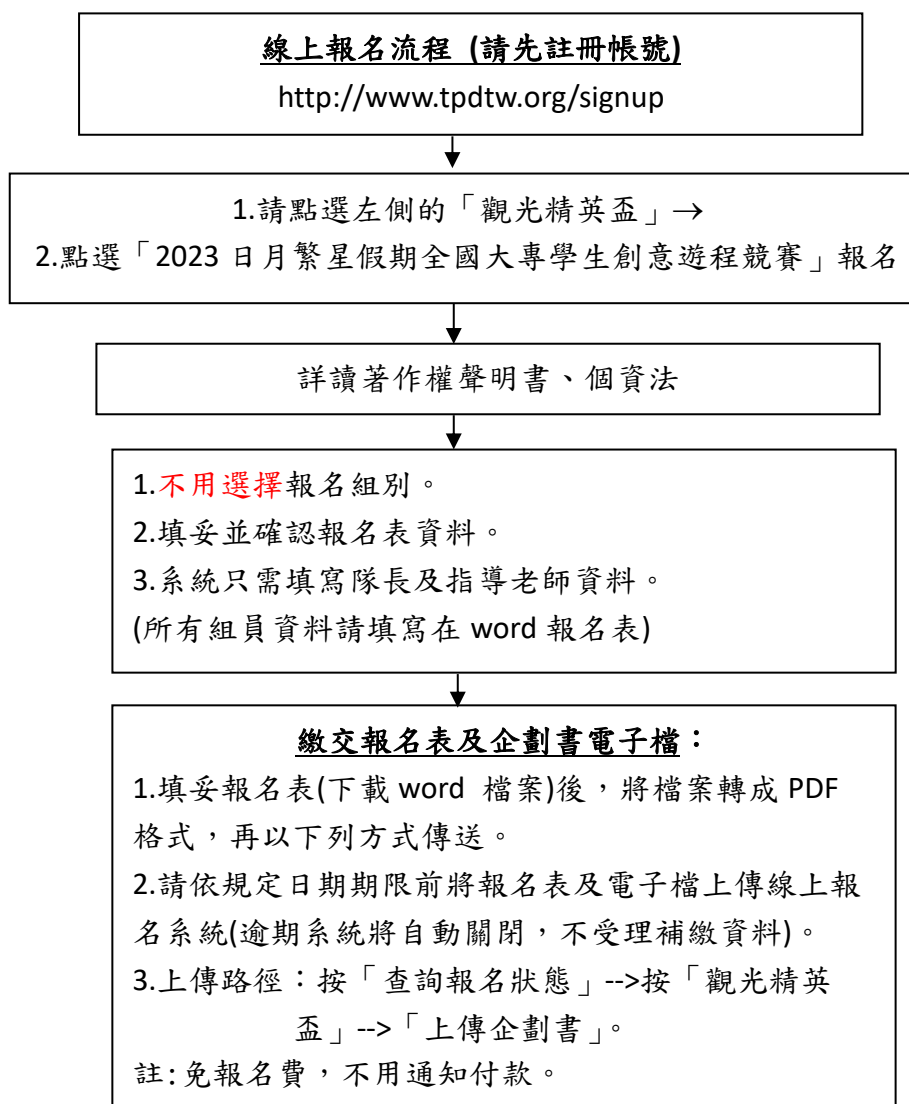 線上報名流程 (請先註冊帳號)
http://www.tpdtw.org/signup
1.請點選左側的「觀光精英盃」→
2.點選「2023 日月繁星假期全國大專學生創意遊程競賽」報名
詳讀著作權聲明書、個資法
1.不用選擇報名組別。
2.填妥並確認報名表資料。
3.系統只需填寫隊長及指導老師資料。
(所有組員資料請填寫在 word 報名表)
繳交報名表及企劃書電子檔：
1.填妥報名表(下載 word 檔案)後，將檔案轉成 PDF
格式，再以下列方式傳送。
2.請依規定日期期限前將報名表及電子檔上傳線上報
名系統(逾期系統將自動關閉，不受理補繳資料)。
3.上傳路徑：按「查詢報名狀態」-->按「觀光精英
盃」-->「上傳企劃書」。
註:免報名費，不用通知付款。